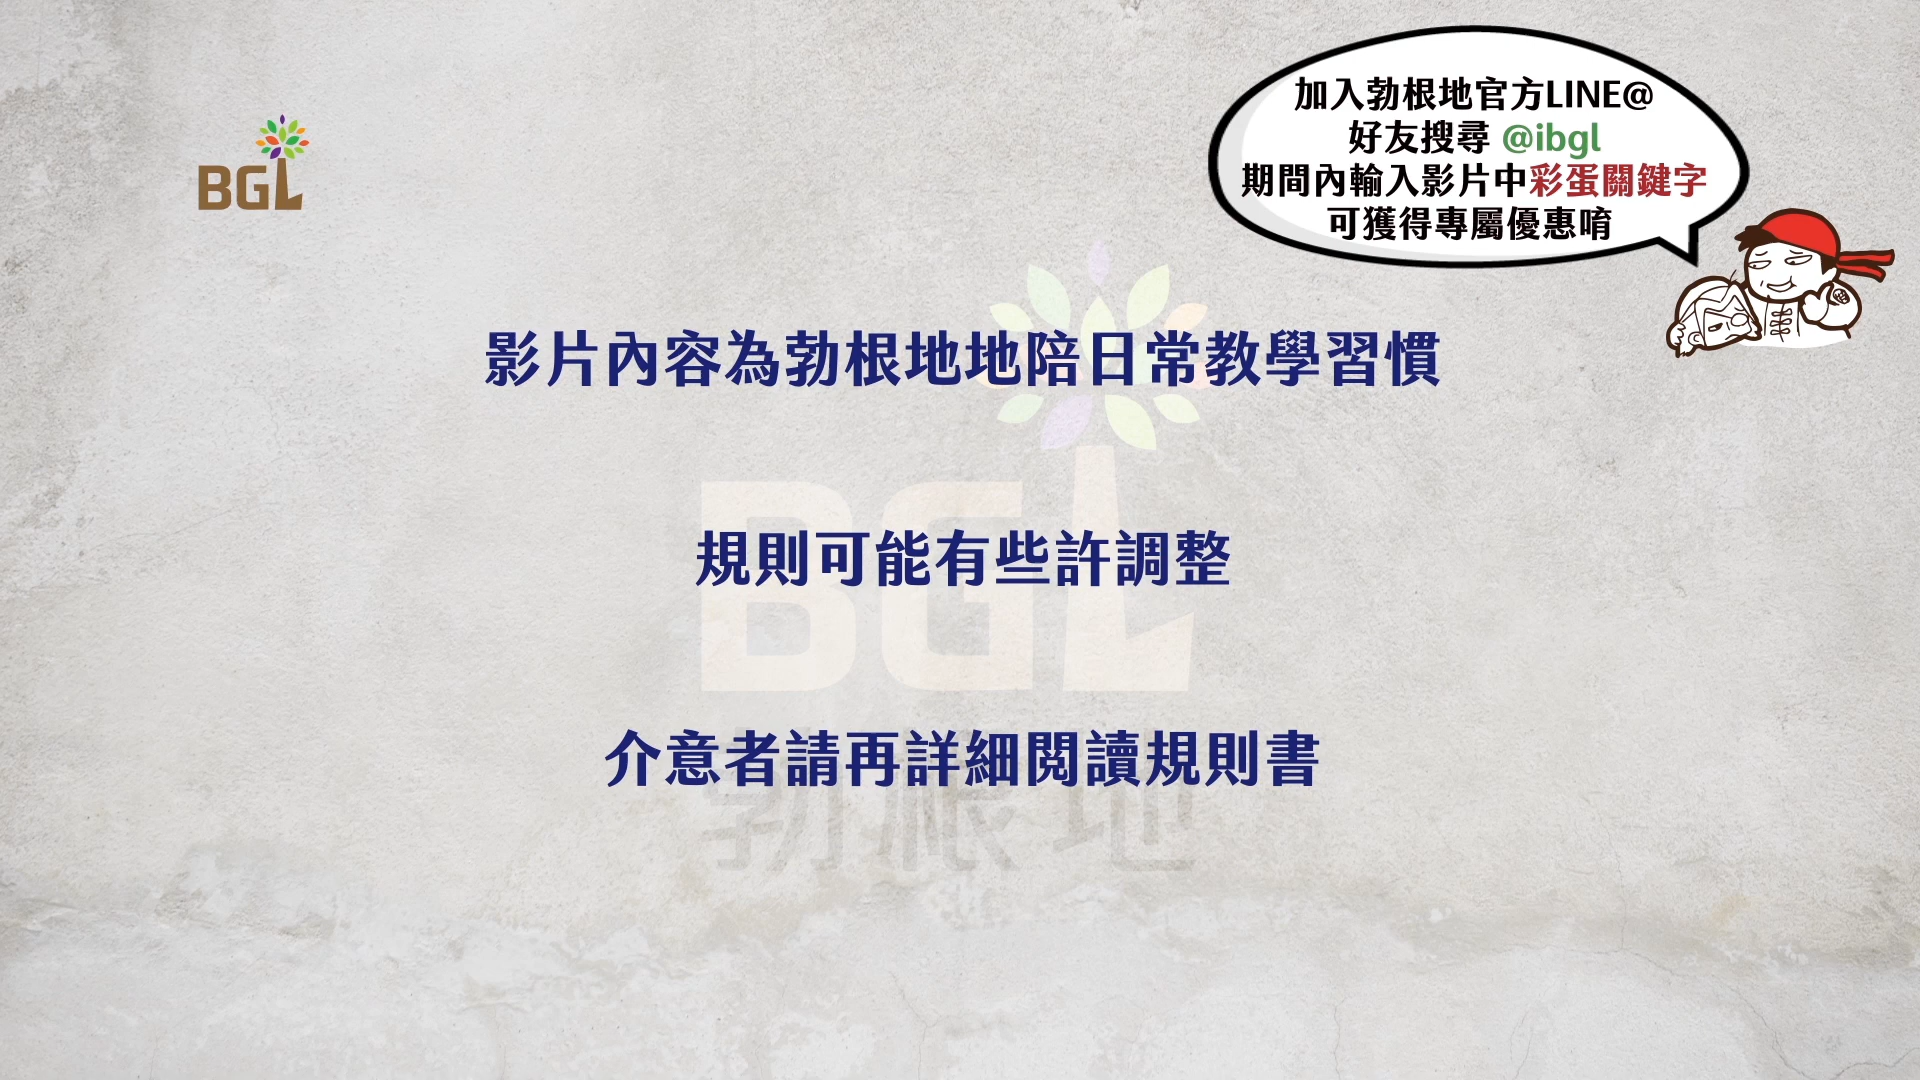 加入勃根地官方LINE@
好友搜尋 @ibgl
期間內輸入影片中彩蛋關鍵字
可獲得專屬優惠唷
BGL
影片內容為勃根地地陪日常教學習慣
規則可能有些許調整
介意者請再詳細閱讀規則書
BGL
勃根地